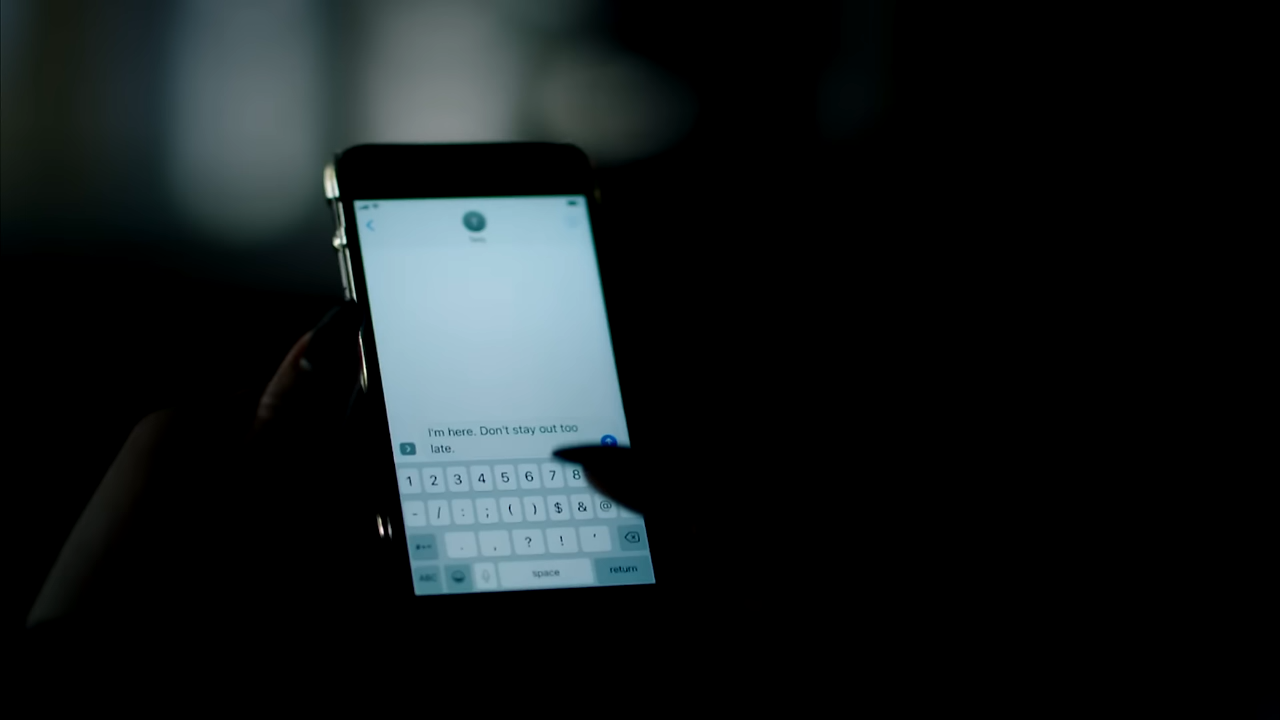 I'm here. Don't stay out too
late.
1 2 3 4 5 6 7 8
- / : ; ( ) $ & @
#+=
. , ? ! '
ABC
space
return